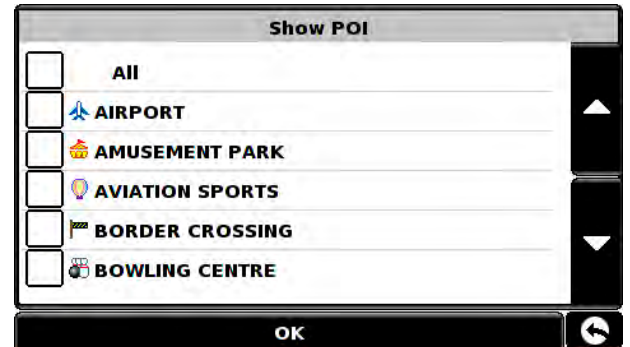 Show POI
All
AIRPORT
AMUSEMENT PARK
AVIATION SPORTS
BORDER CROSSING
BOWLING CENTRE
OK